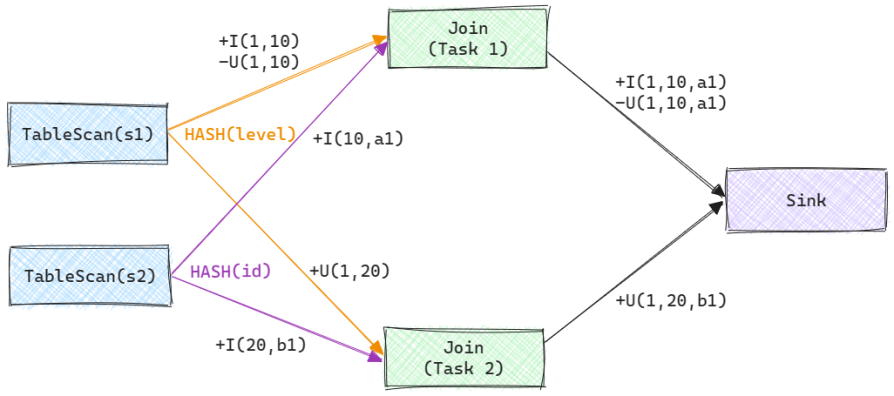 Join
(Task 1)
+I(1,10)
−U(1,10)
+I(1,10,a1)
−U(1,10,a1)
TableScan(s1)
HASH(level)
+I(10,a1)
Sink
TableScan(s2)
HASH(id)
+U(1,20)
+U(1,20,b1)
+I(20,b1)
Join
(Task 2)